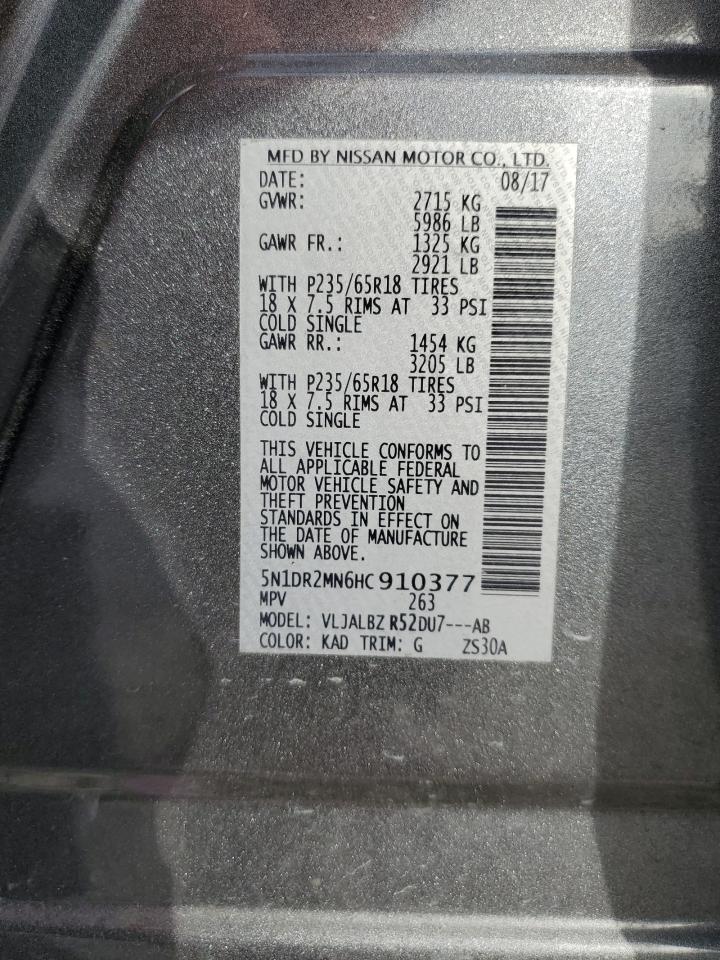 MFD BY NISSAN MOTOR CO., LTD.
DATE: 08/17
GVWR: 2715 KG
5986 LB
GAWR FR.: 1325 KG
2921 LB
WITH P235/65R18 TIRES
18 X 7.5 RIMS AT 33 PSI
COLD SINGLE
GAWR RR.: 1454 KG
3205 LB
WITH P235/65R18 TIRES
18 X 7.5 RIMS AT 33 PSI
COLD SINGLE
THIS VEHICLE CONFORMS TO
ALL APPLICABLE FEDERAL
MOTOR VEHICLE SAFETY AND
THEFT PREVENTION
STANDARDS IN EFFECT ON
THE DATE OF MANUFACTURE
SHOWN ABOVE.
5N1DR2MN6HC910377
MPV 263
MODEL: VLJALBZ R52DU7---AB
COLOR: KAD TRIM: G ZS30A